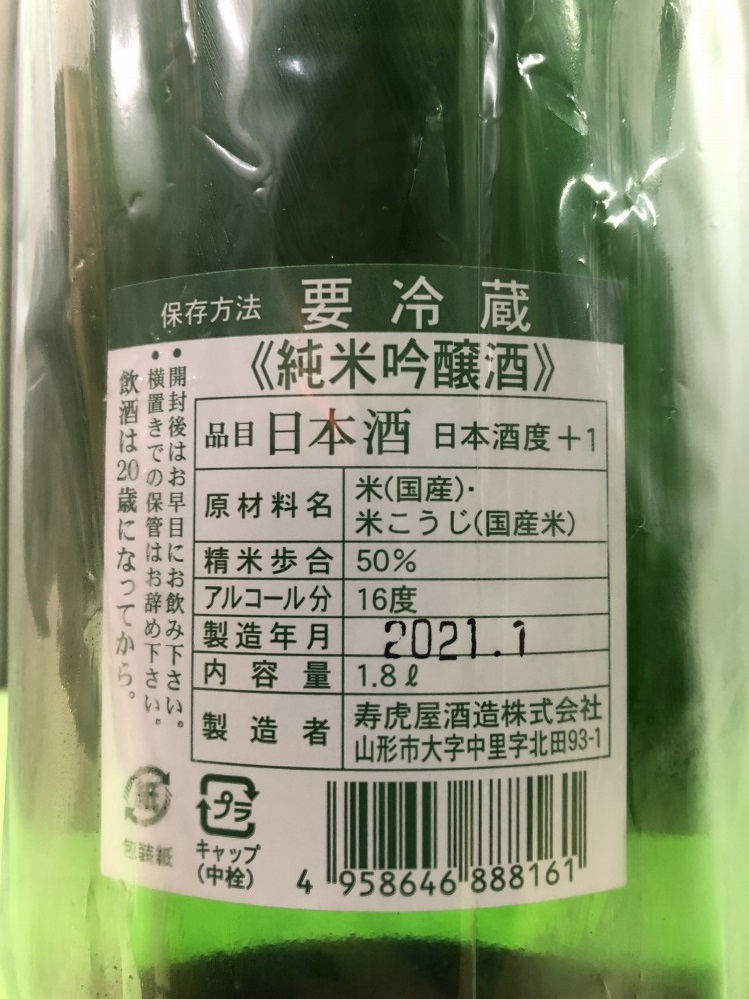 保存方法 要冷蔵
《純米吟醸酒》
・開封後はお早目にお飲み下さい。
・横置きでの保管はお辞め下さい。
飲酒は20歳になってから。
品目 日本酒 日本酒度+1
原材料名 米(国産)・
米こうじ(国産米)
精米歩合 50%
アルコール分 16度
製造年月 2021.1
内容量 1.8ℓ
製造者 寿虎屋酒造株式会社
山形市大字中里字北田93-1
紙
包装紙
プラ
キャップ
(中栓)
4 958646 888161